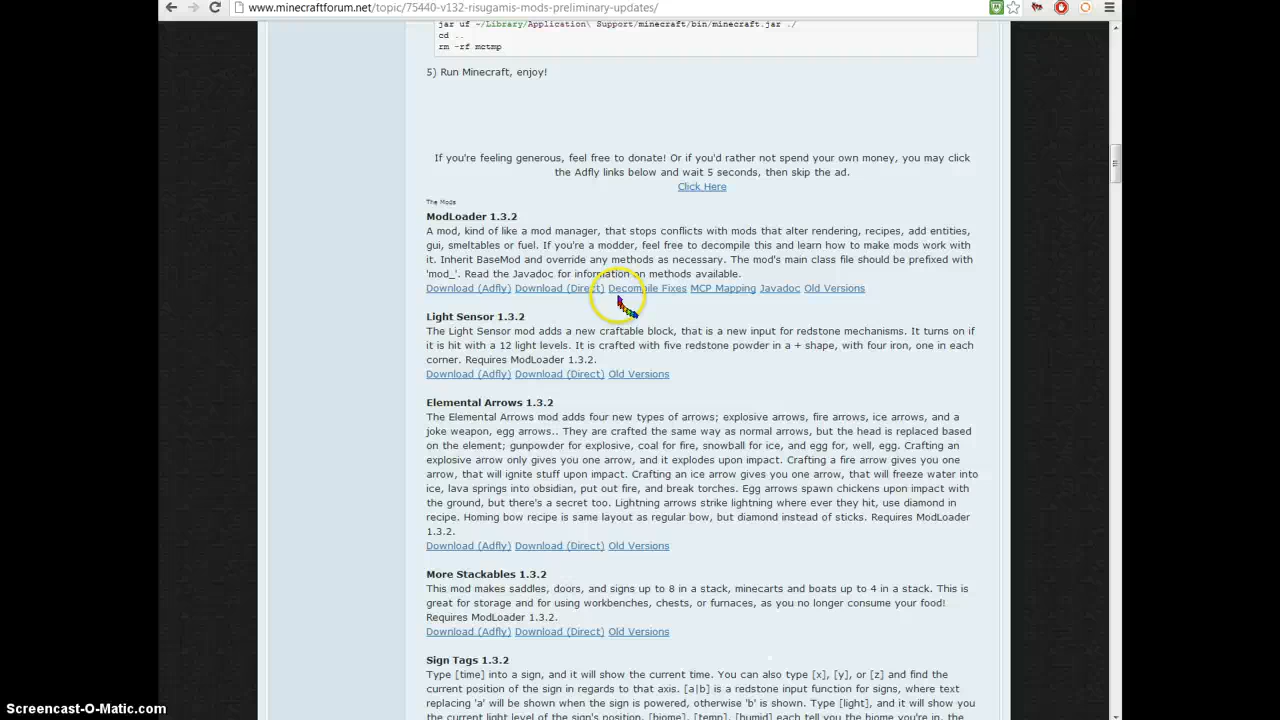 www.minecraftforum.net/topic/75440-v132-risugamis-mods-preliminary-updates/
jar uf ~/Library/Application\ Support/minecraft/bin/minecraft.jar ./
cd ..
rm -rf mctmp
5) Run Minecraft, enjoy!
If you're feeling generous, feel free to donate! Or if you'd rather not spend your own money, you may click
the Adfly links below and wait 5 seconds, then skip the ad.
Click Here
The Mods
ModLoader 1.3.2
A mod, kind of like a mod manager, that stops conflicts with mods that alter rendering, recipes, add entities,
gui, smeltables or fuel. If you're a modder, feel free to decompile this and learn how to make mods work with
it. Inherit BaseMod and override any methods as necessary. The mod's main class file should be prefixed with
'mod_'. Read the Javadoc for information on methods available.
Download (Adfly) Download (Direct) Decompile Fixes MCP Mapping Javadoc Old Versions
Light Sensor 1.3.2
The Light Sensor mod adds a new craftable block, that is a new input for redstone mechanisms. It turns on if
it is hit with a 12 light levels. It is crafted with five redstone powder in a + shape, with four iron, one in each
corner. Requires ModLoader 1.3.2.
Download (Adfly) Download (Direct) Old Versions
Elemental Arrows 1.3.2
The Elemental Arrows mod adds four new types of arrows; explosive arrows, fire arrows, ice arrows, and a
joke weapon, egg arrows.. They are crafted the same way as normal arrows, but the head is replaced based
on the element; gunpowder for explosive, coal for fire, snowball for ice, and egg for, well, egg. Crafting an
explosive arrow only gives you one arrow, and it explodes upon impact. Crafting a fire arrow gives you one
arrow, that will ignite stuff upon impact. Crafting an ice arrow gives you one arrow, that will freeze water into
ice, lava springs into obsidian, put out fire, and break torches. Egg arrows spawn chickens upon impact with
the ground, but there's a secret too. Lightning arrows strike lightning where ever they hit, use diamond in
recipe. Homing bow recipe is same layout as regular bow, but diamond instead of sticks. Requires ModLoader
1.3.2.
Download (Adfly) Download (Direct) Old Versions
More Stackables 1.3.2
This mod makes saddles, doors, and signs up to 8 in a stack, minecarts and boats up to 4 in a stack. This is
great for storage and for using workbenches, chests, or furnaces, as you no longer consume your food!
Requires ModLoader 1.3.2.
Download (Adfly) Download (Direct) Old Versions
Sign Tags 1.3.2
Type [time] into a sign, and it will show the current time. You can also type [x], [y], or [z] and find the
current position of the sign in regards to that axis. [a|b] is a redstone input function for signs, where text
replacing 'a' will be shown when the sign is powered, otherwise 'b' is shown. Type [light], and it will show you
the current light level of the sign's position. [biome], [temp], [humid] each tell you the biome you're in, the
Screencast-O-Matic.com